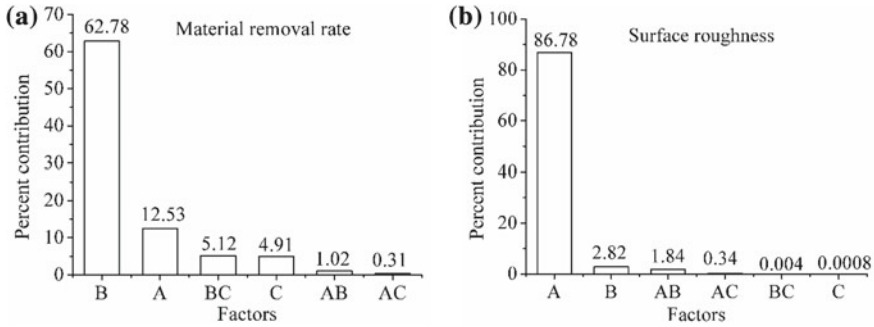 (a)
Material removal rate
Percent contribution
70
60
50
40
30
20
10
0
62.78
12.53
5.12
4.91
1.02
0.31
B A BC C AB AC
Factors
(b)
Surface roughness
Percent contribution
100
80
60
40
20
0
86.78
2.82
1.84
0.34
0.004
0.0008
A B AB AC BC C
Factors